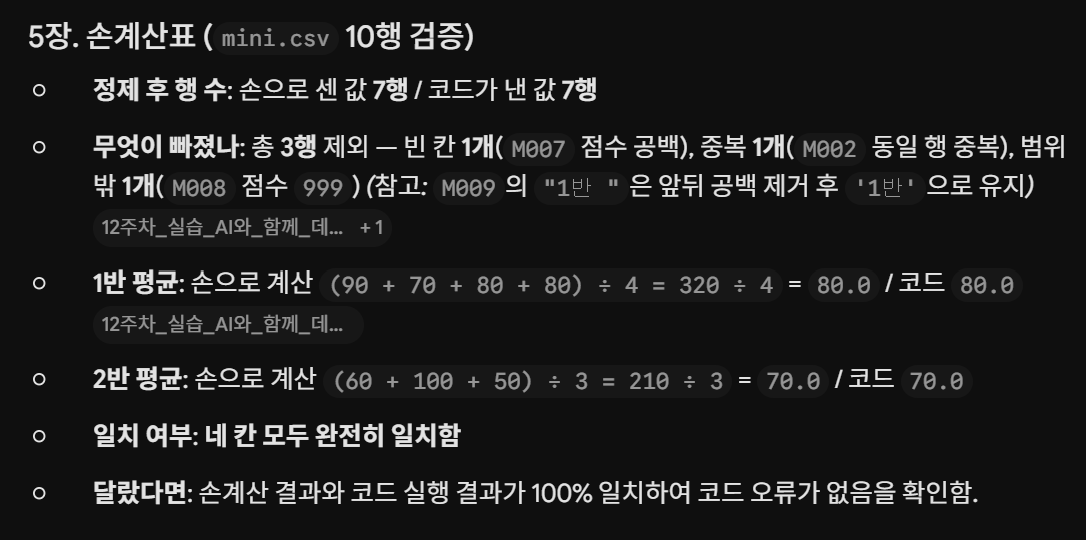 5장. 손계산표 (mini.csv 10행 검증)
정제 후 행 수: 손으로 센 값 7행 / 코드가 낸 값 7행
무엇이 빠졌나: 총 3행 제외 — 빈 칸 1개(M007 점수 공백), 중복 1개(M002 동일 행 중복), 범위
밖 1개(M008 점수 999) (참고: M009 의 "1반 " 은 앞뒤 공백 제거 후 '1반' 으로 유지)
12주차_실습_AI와_함께_데... +1
1반 평균: 손으로 계산 (90 + 70 + 80 + 80) ÷ 4 = 320 ÷ 4 = 80.0 / 코드 80.0
12주차_실습_AI와_함께_데...
2반 평균: 손으로 계산 (60 + 100 + 50) ÷ 3 = 210 ÷ 3 = 70.0 / 코드 70.0
일치 여부: 네 칸 모두 완전히 일치함
달랐다면: 손계산 결과와 코드 실행 결과가 100% 일치하여 코드 오류가 없음을 확인함.